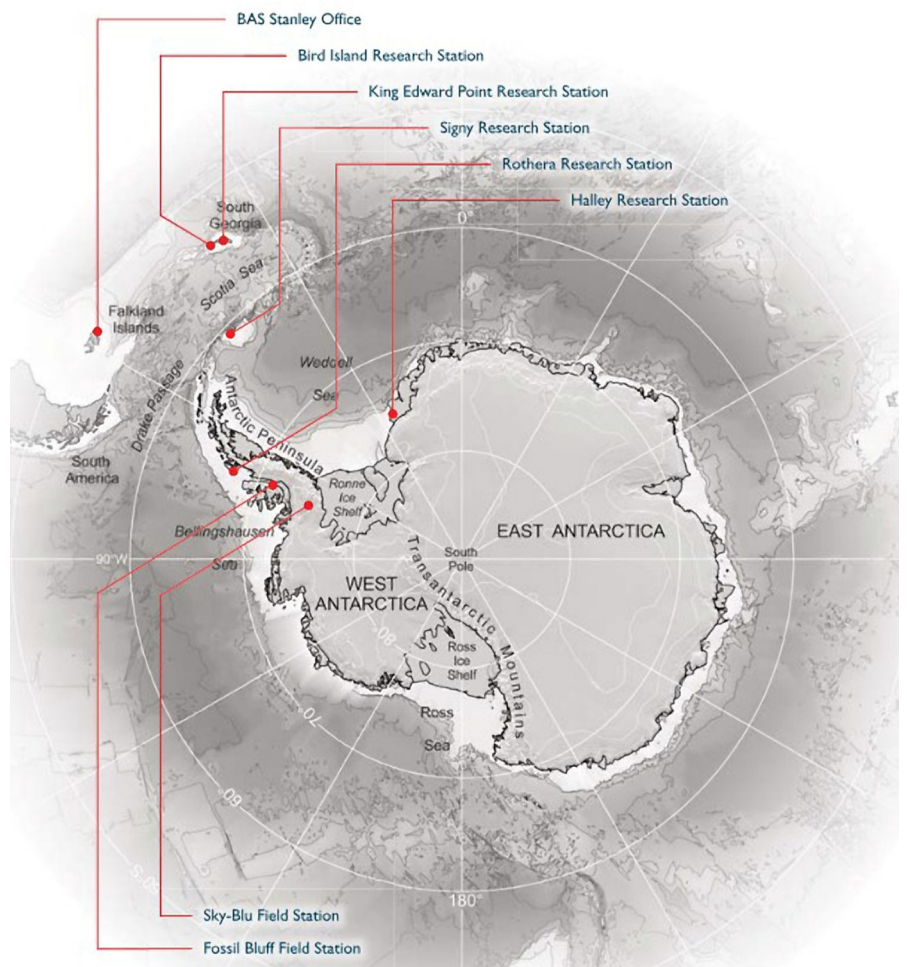 BAS Stanley Office
Bird Island Research Station
King Edward Point Research Station
Signy Research Station
Rothera Research Station
Halley Research Station
South
Georgia
0°
Scotia Sea
Falkland
Islands
Weddell
Sea
Drake Passage
Antarctic Peninsula
South
America
Ronne
Ice
Shelf
Bellingshausen
Sea
90°W
EAST ANTARCTICA
South
Pole
WEST
ANTARCTICA
Transantarctic Mountains
80°
Ross
Ice
Shelf
70°
Ross
Sea
60°
50°S
180°
Sky-Blu Field Station
Fossil Bluff Field Station